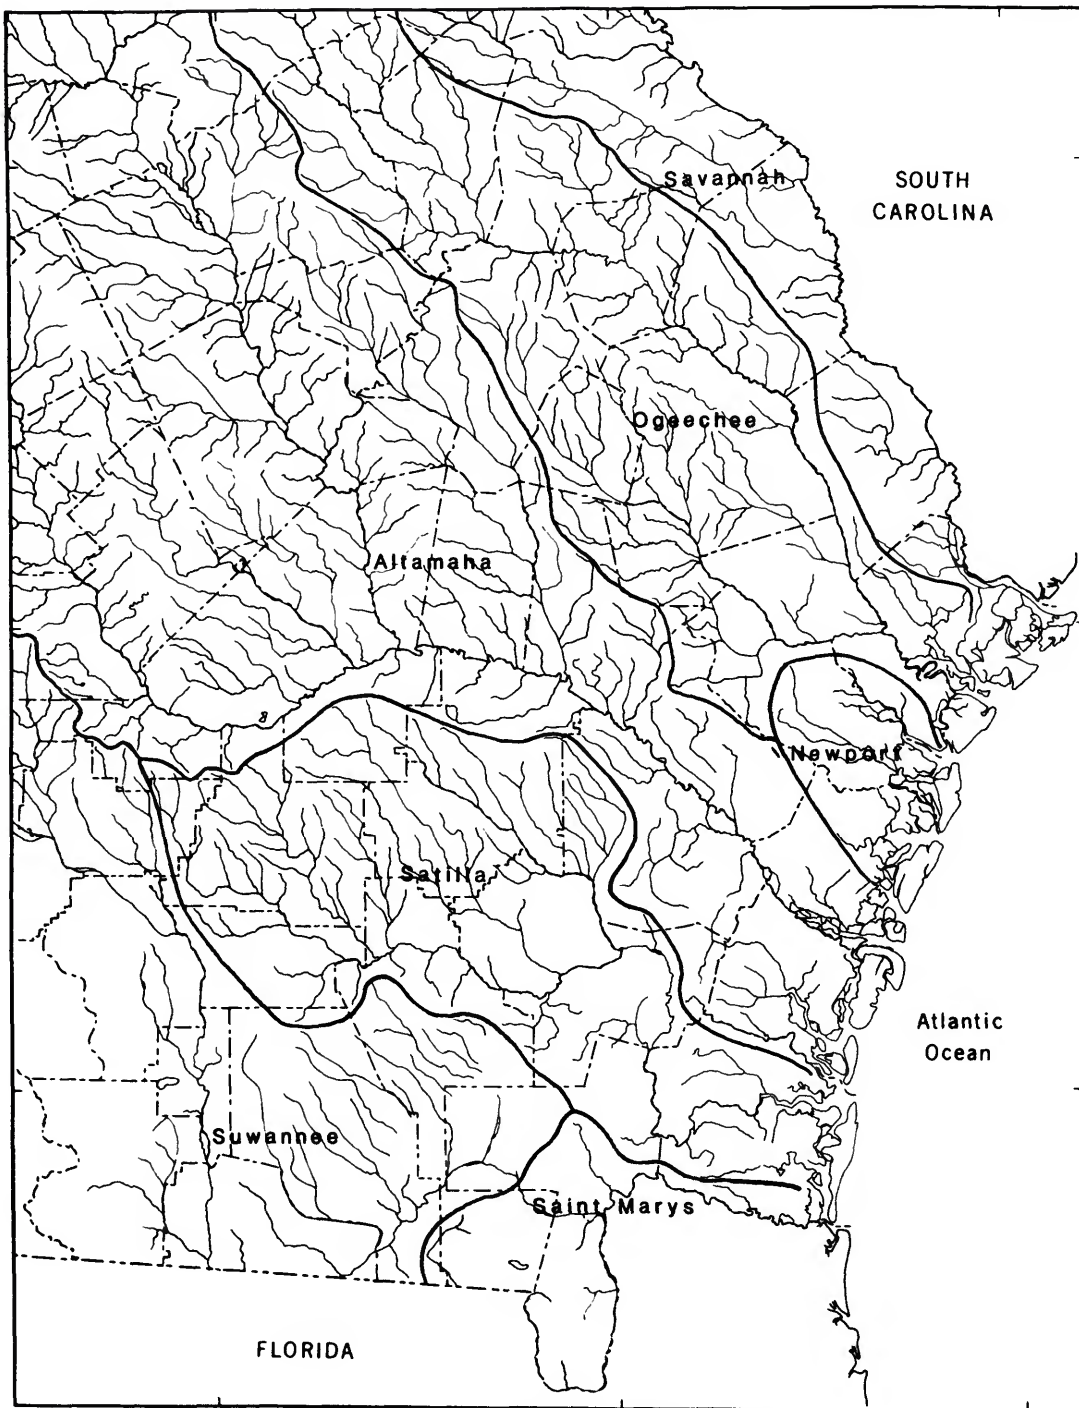 Savannah
SOUTH
CAROLINA
Ogeechee
Altamaha
Newport
Satilla
Atlantic
Ocean
Suwannee
Saint Marys
FLORIDA